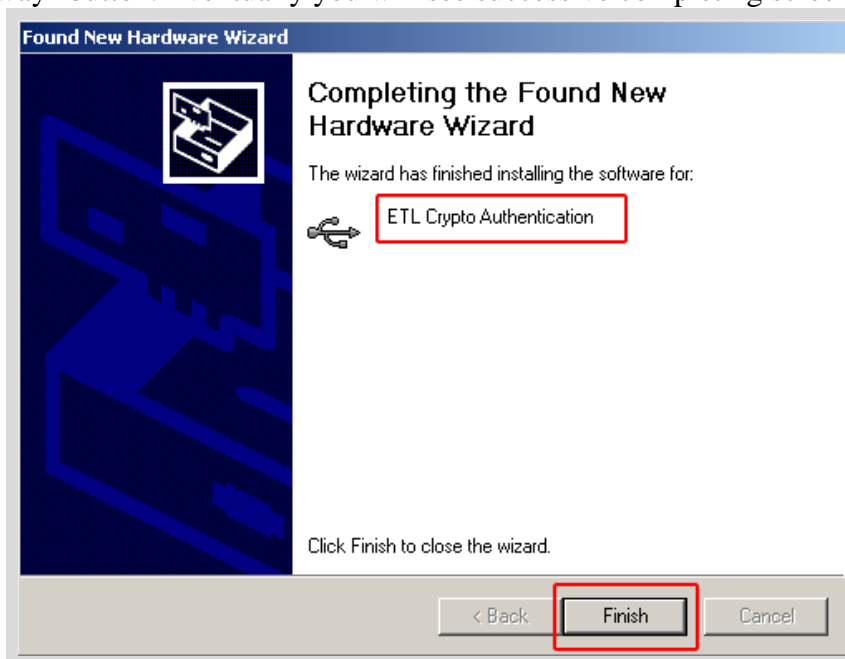 Found New Hardware Wizard
Completing the Found New
Hardware Wizard
The wizard has finished installing the software for:
ETL Crypto Authentication
Click Finish to close the wizard.
< Back
Finish
Cancel